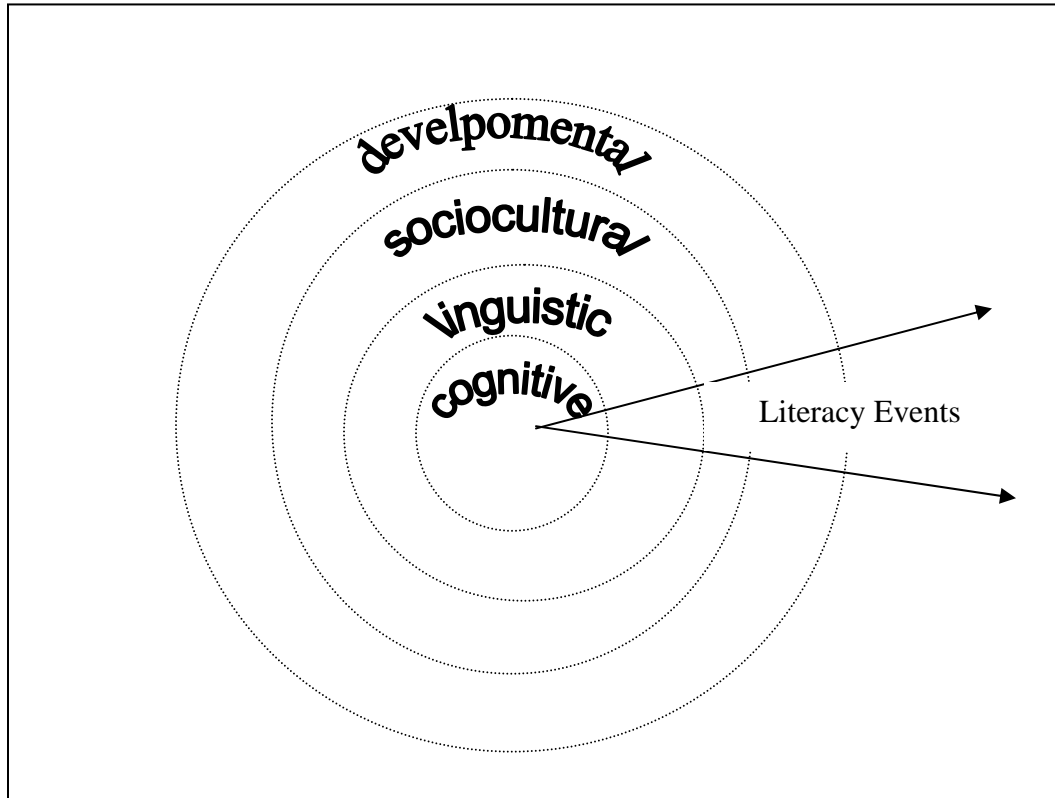 develpomental
sociocultural
linguistic
cognitive
Literacy Events